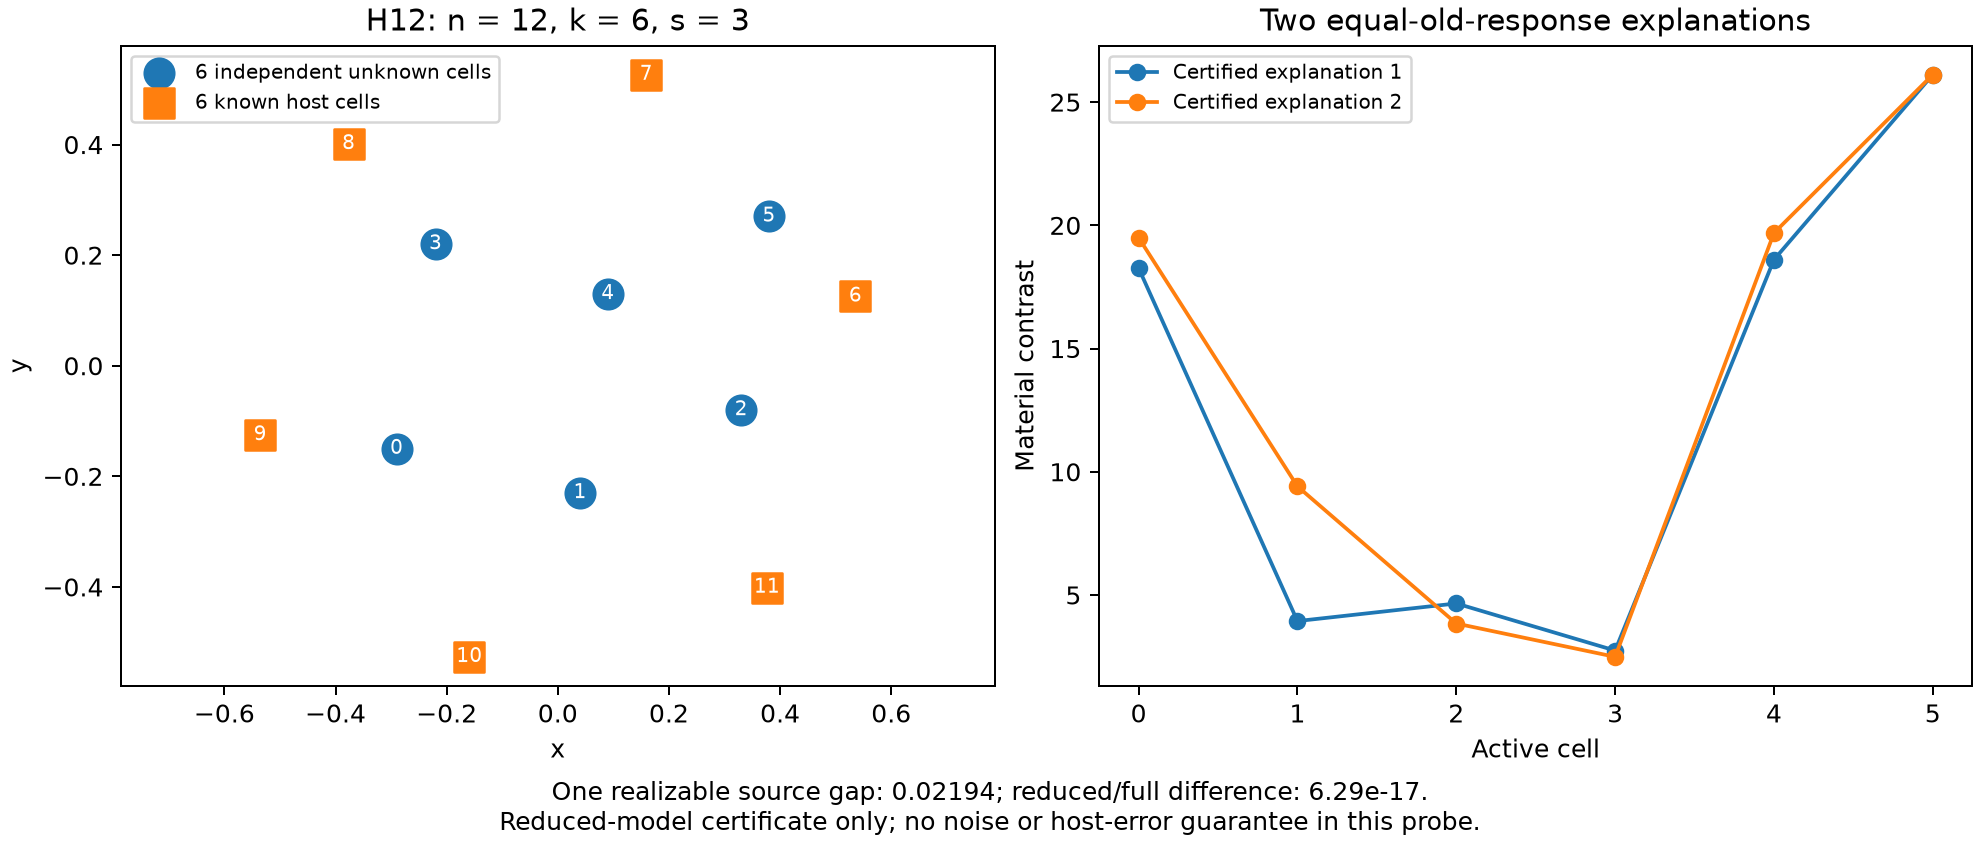 H12: n = 12, k = 6, s = 3
6 independent unknown cells
6 known host cells
7
8
5
3
4
6
2
9
0
1
11
10
0.4
0.2
0.0
−0.2
−0.4
y
−0.6
−0.4
−0.2
0.0
0.2
0.4
0.6
x
Two equal-old-response explanations
Certified explanation 1
Certified explanation 2
25
20
15
10
5
Material contrast
0
1
2
3
4
5
Active cell
One realizable source gap: 0.02194; reduced/full difference: 6.29e-17.
Reduced-model certificate only; no noise or host-error guarantee in this probe.